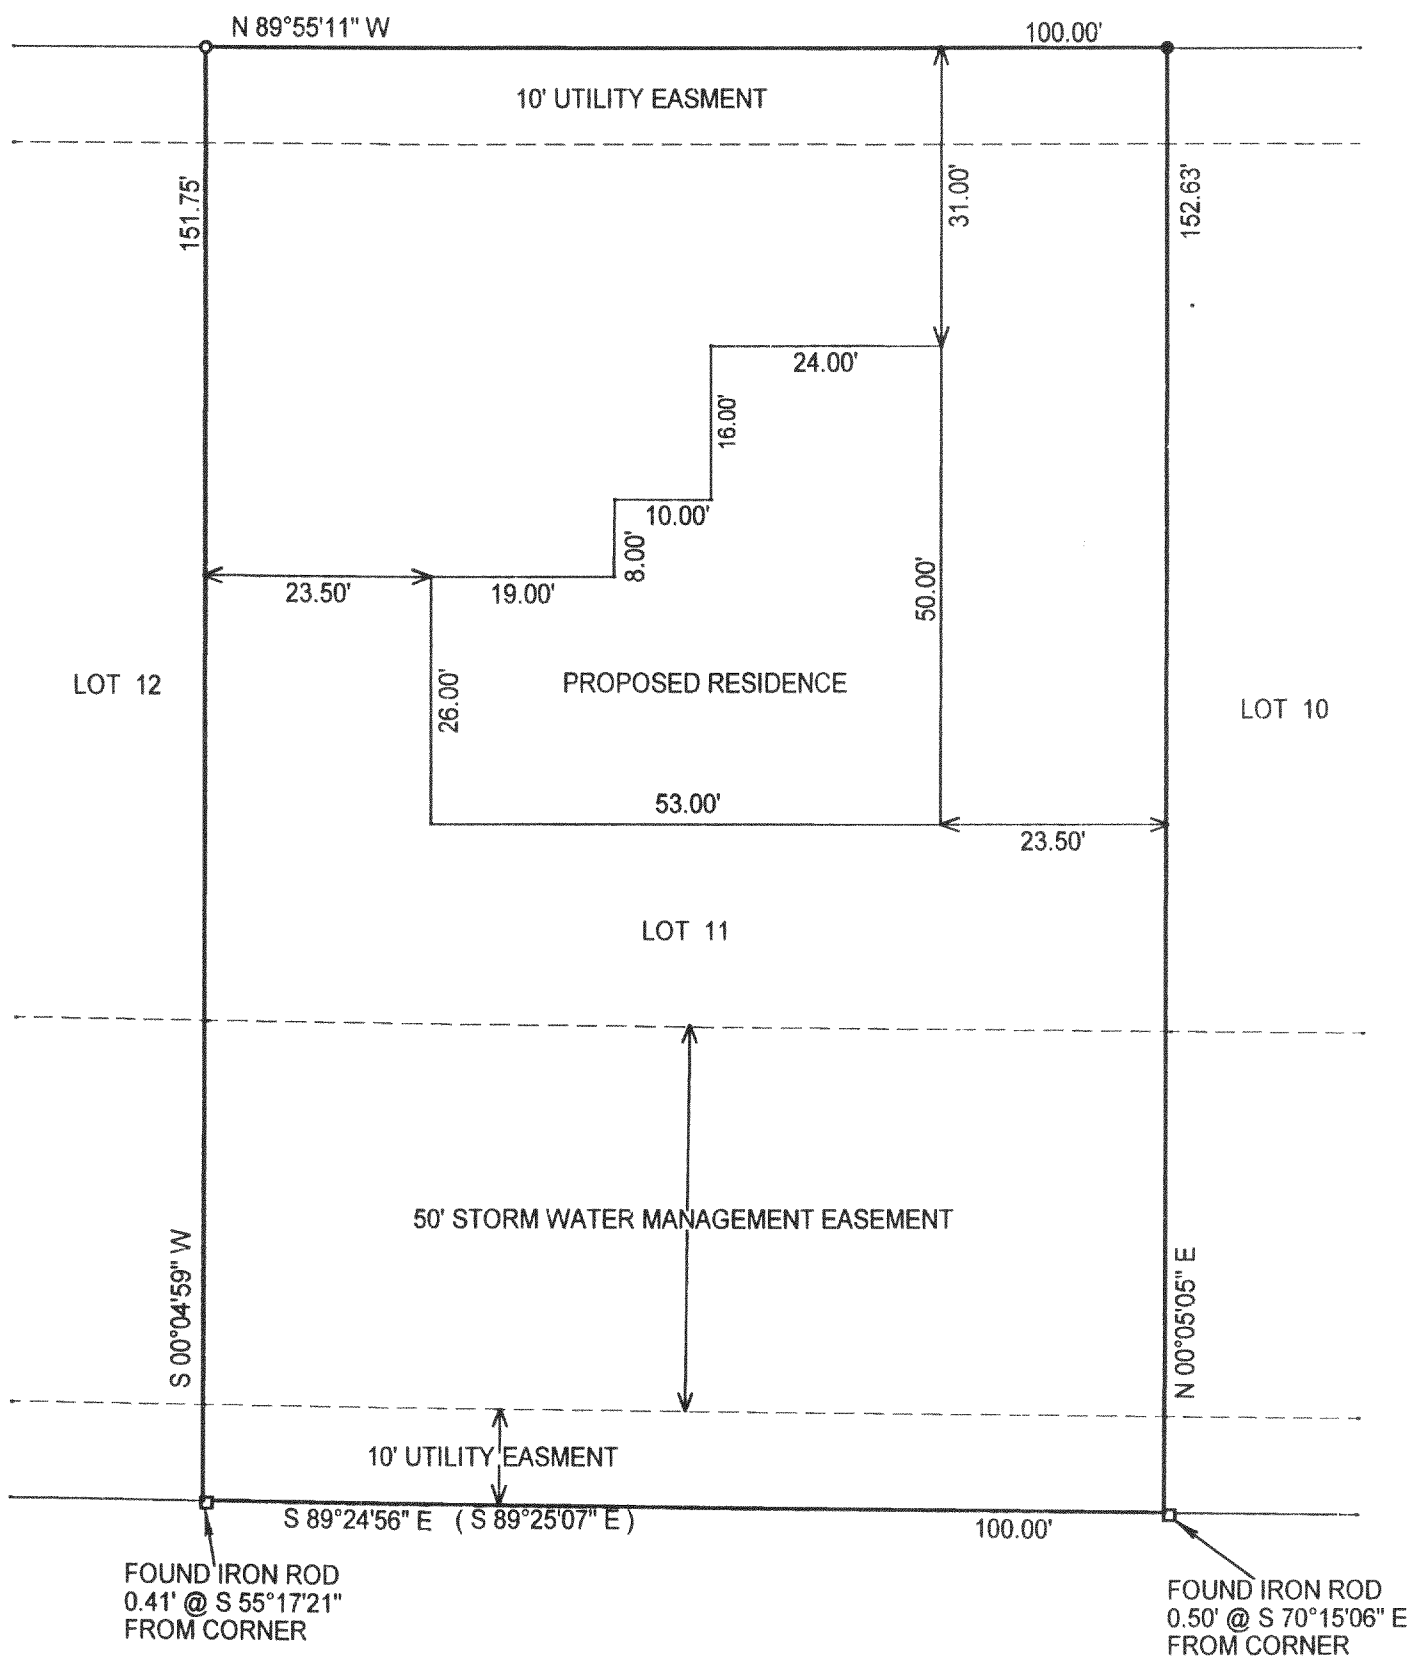 N 89°55'11" W
100.00'
10' UTILITY EASMENT
151.75'
31.00'
152.63'
24.00'
16.00'
10.00'
8.00'
23.50'
19.00'
50.00'
LOT 12
26.00'
PROPOSED RESIDENCE
LOT 10
53.00'
23.50'
LOT 11
50' STORM WATER MANAGEMENT EASEMENT
S 00°04'59" W
N 00°05'05" E
10' UTILITY EASMENT
S 89°24'56" E ( S 89°25'07" E )
100.00'
FOUND IRON ROD
0.41' @ S 55°17'21"
FROM CORNER
FOUND IRON ROD
0.50' @ S 70°15'06" E
FROM CORNER